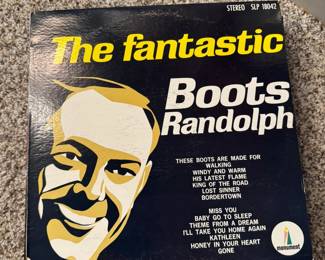 STEREO SLP 18042
The fantastic
Boots
Randolph
THESE BOOTS ARE MADE FOR
WALKING
WINDY AND WARM
HIS LATEST FLAME
KING OF THE ROAD
LOST SINNER
BORDERTOWN
MISS YOU
BABY GO TO SLEEP
THEME FROM A DREAM
I'LL TAKE YOU HOME AGAIN
KATHLEEN
HONEY IN YOUR HEART
GONE
monument